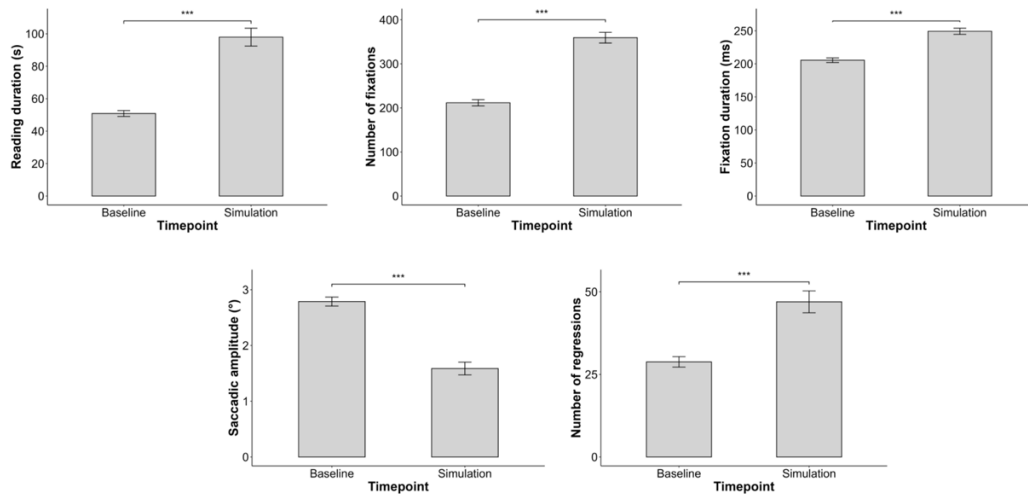 Reading duration (s)
100
80
60
40
20
0
***
Baseline Simulation
Timepoint
Number of fixations
400
300
200
100
0
***
Baseline Simulation
Timepoint
Fixation duration (ms)
250
200
150
100
50
0
***
Baseline Simulation
Timepoint
Saccadic amplitude (°)
3
2
1
0
***
Baseline Simulation
Timepoint
Number of regressions
50
25
0
***
Baseline Simulation
Timepoint